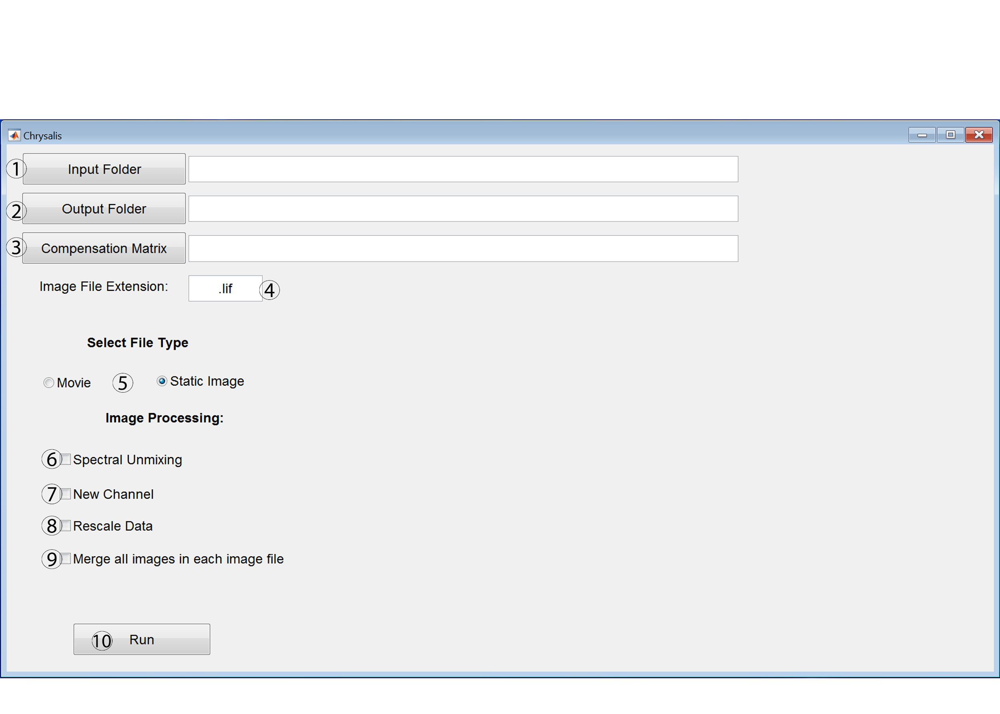 Chrysalis
① Input Folder
② Output Folder
③ Compensation Matrix
Image File Extension: .lif ④
Select File Type
Movie ⑤ Static Image
Image Processing:
⑥ Spectral Unmixing
⑦ New Channel
⑧ Rescale Data
⑨ Merge all images in each image file
⑩ Run